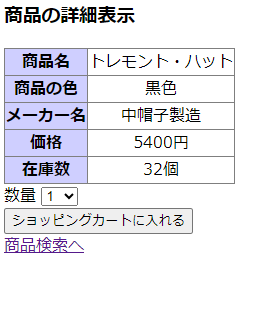 商品の詳細表示
商品名 トレモント・ハット
商品の色 黒色
メーカー名 中帽子製造
価格 5400円
在庫数 32個
数量 1
ショッピングカートに入れる
商品検索へ